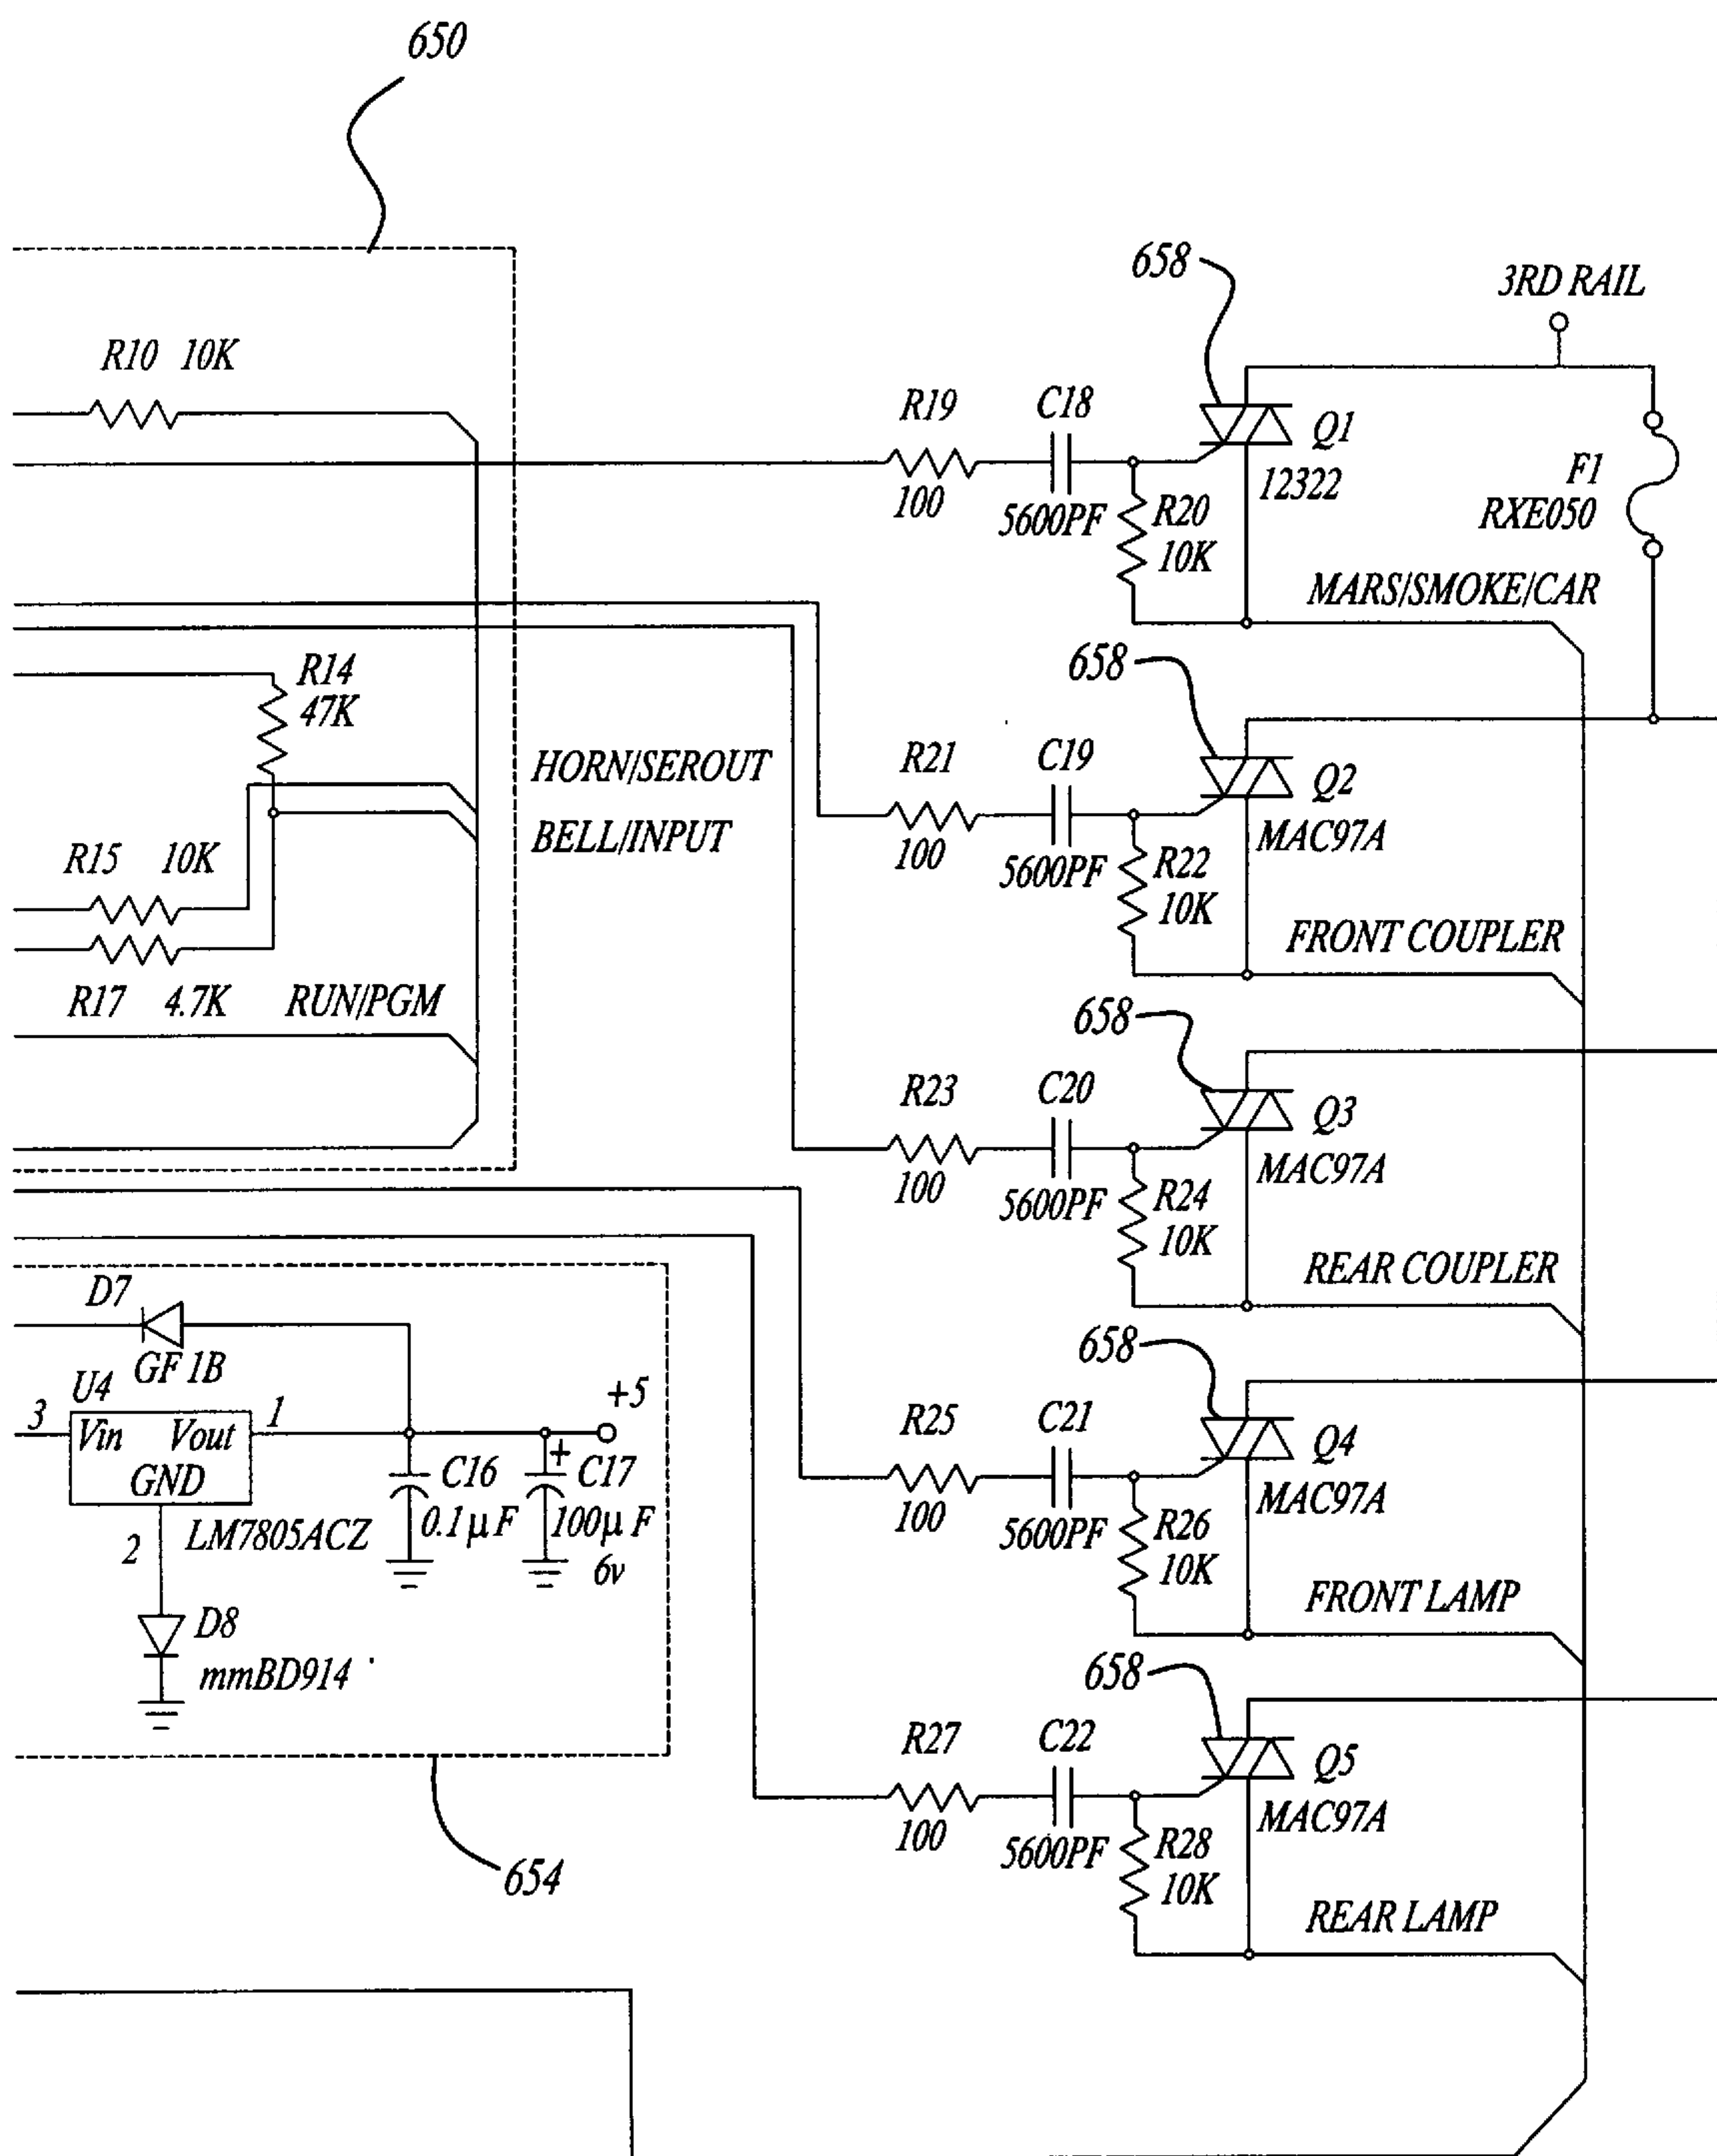 650
658
3RD RAIL
R10 10K
R19
C18
Q1
100
5600PF
R20
10K
12322
F1
RXE050
MARS/SMOKE/CAR
R14
47K
658
HORN/SEROUT
BELL/INPUT
R21
C19
Q2
100
5600PF
R22
10K
MAC97A
R15 10K
R17 4.7K
RUN/PGM
FRONT COUPLER
658
R23
C20
Q3
100
5600PF
R24
10K
MAC97A
REAR COUPLER
D7
GF 1B
U4
3
Vin Vout
GND
1
+5
2
LM7805ACZ
C16
0.1µF
+
C17
100µF
6v
D8
mmBD914
658
R25
C21
Q4
100
5600PF
R26
10K
MAC97A
FRONT LAMP
658
R27
C22
Q5
100
5600PF
R28
10K
MAC97A
REAR LAMP
654